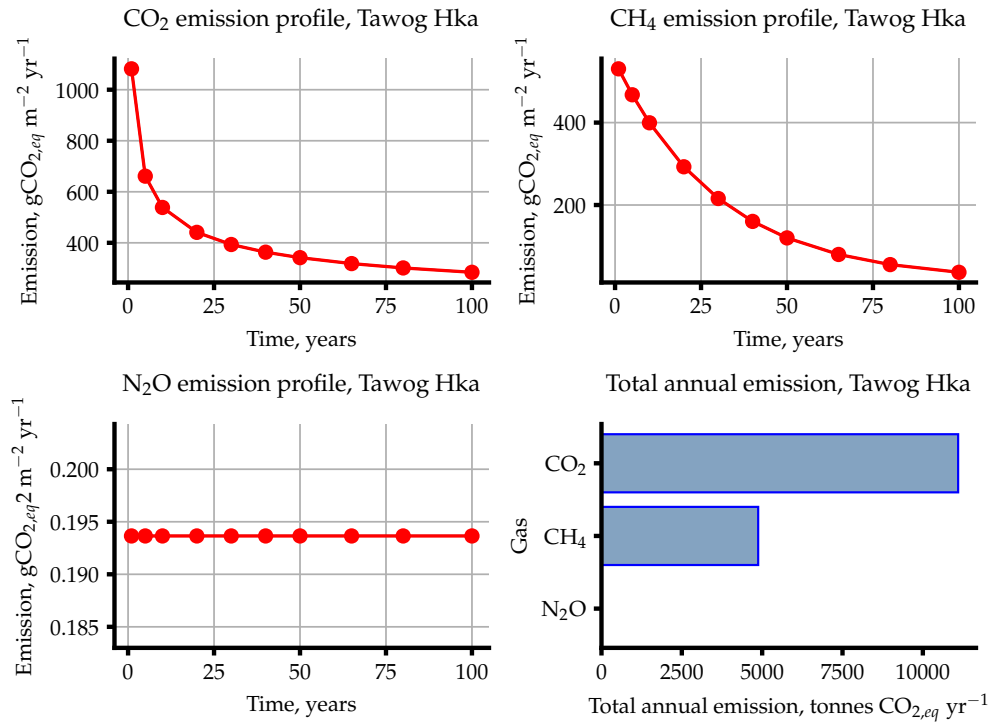 CO₂ emission profile, Tawog Hka
Emission, gCO₂,eq m⁻² yr⁻¹
1000
800
600
400
0 25 50 75 100
Time, years
CH₄ emission profile, Tawog Hka
Emission, gCO₂,eq m⁻² yr⁻¹
400
200
0 25 50 75 100
Time, years
N₂O emission profile, Tawog Hka
Emission, gCO₂,eq2 m⁻² yr⁻¹
0.200
0.195
0.190
0.185
0 25 50 75 100
Time, years
Total annual emission, Tawog Hka
Gas
CO₂
CH₄
N₂O
0 2500 5000 7500 10000
Total annual emission, tonnes CO₂,eq yr⁻¹